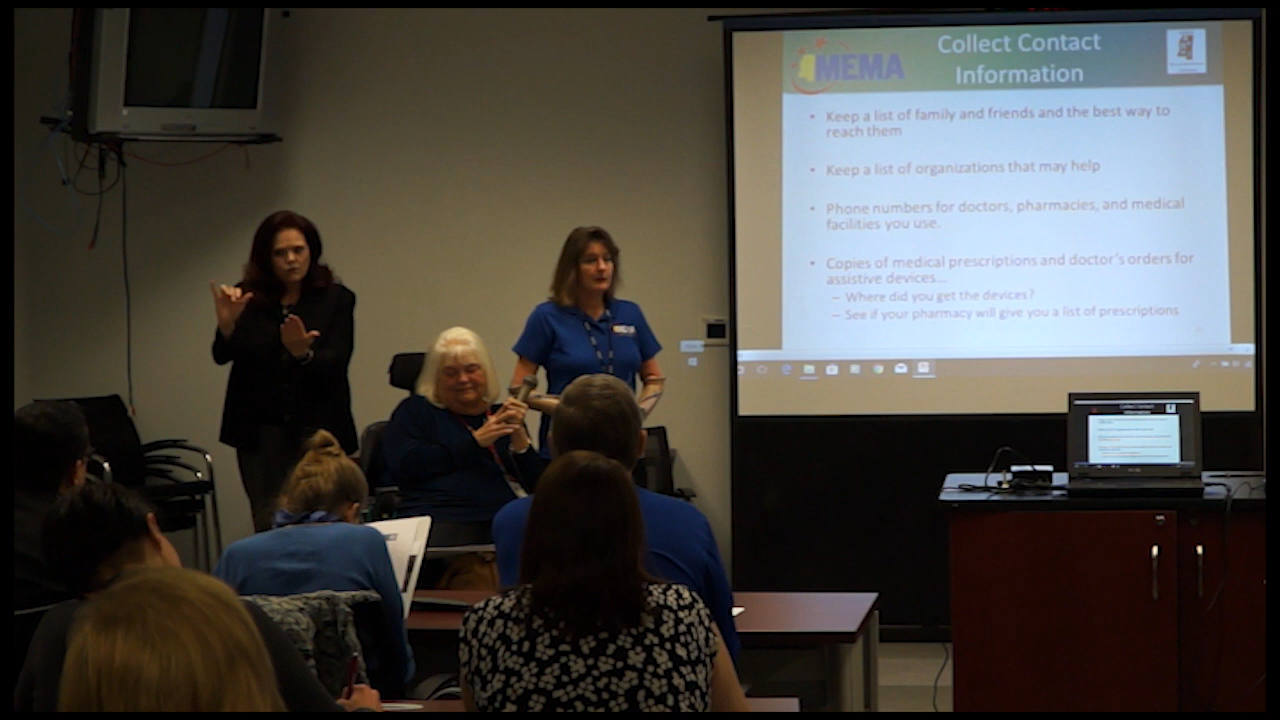 MEMA
Collect Contact
Information
• Keep a list of family and friends and the best way to
reach them
• Keep a list of organizations that may help
• Phone numbers for doctors, pharmacies, and medical
facilities you use.
• Copies of medical prescriptions and doctor's orders for
assistive devices...
– Where did you get the devices?
– See if your pharmacy will give you a list of prescriptions
Collect Contact
Information